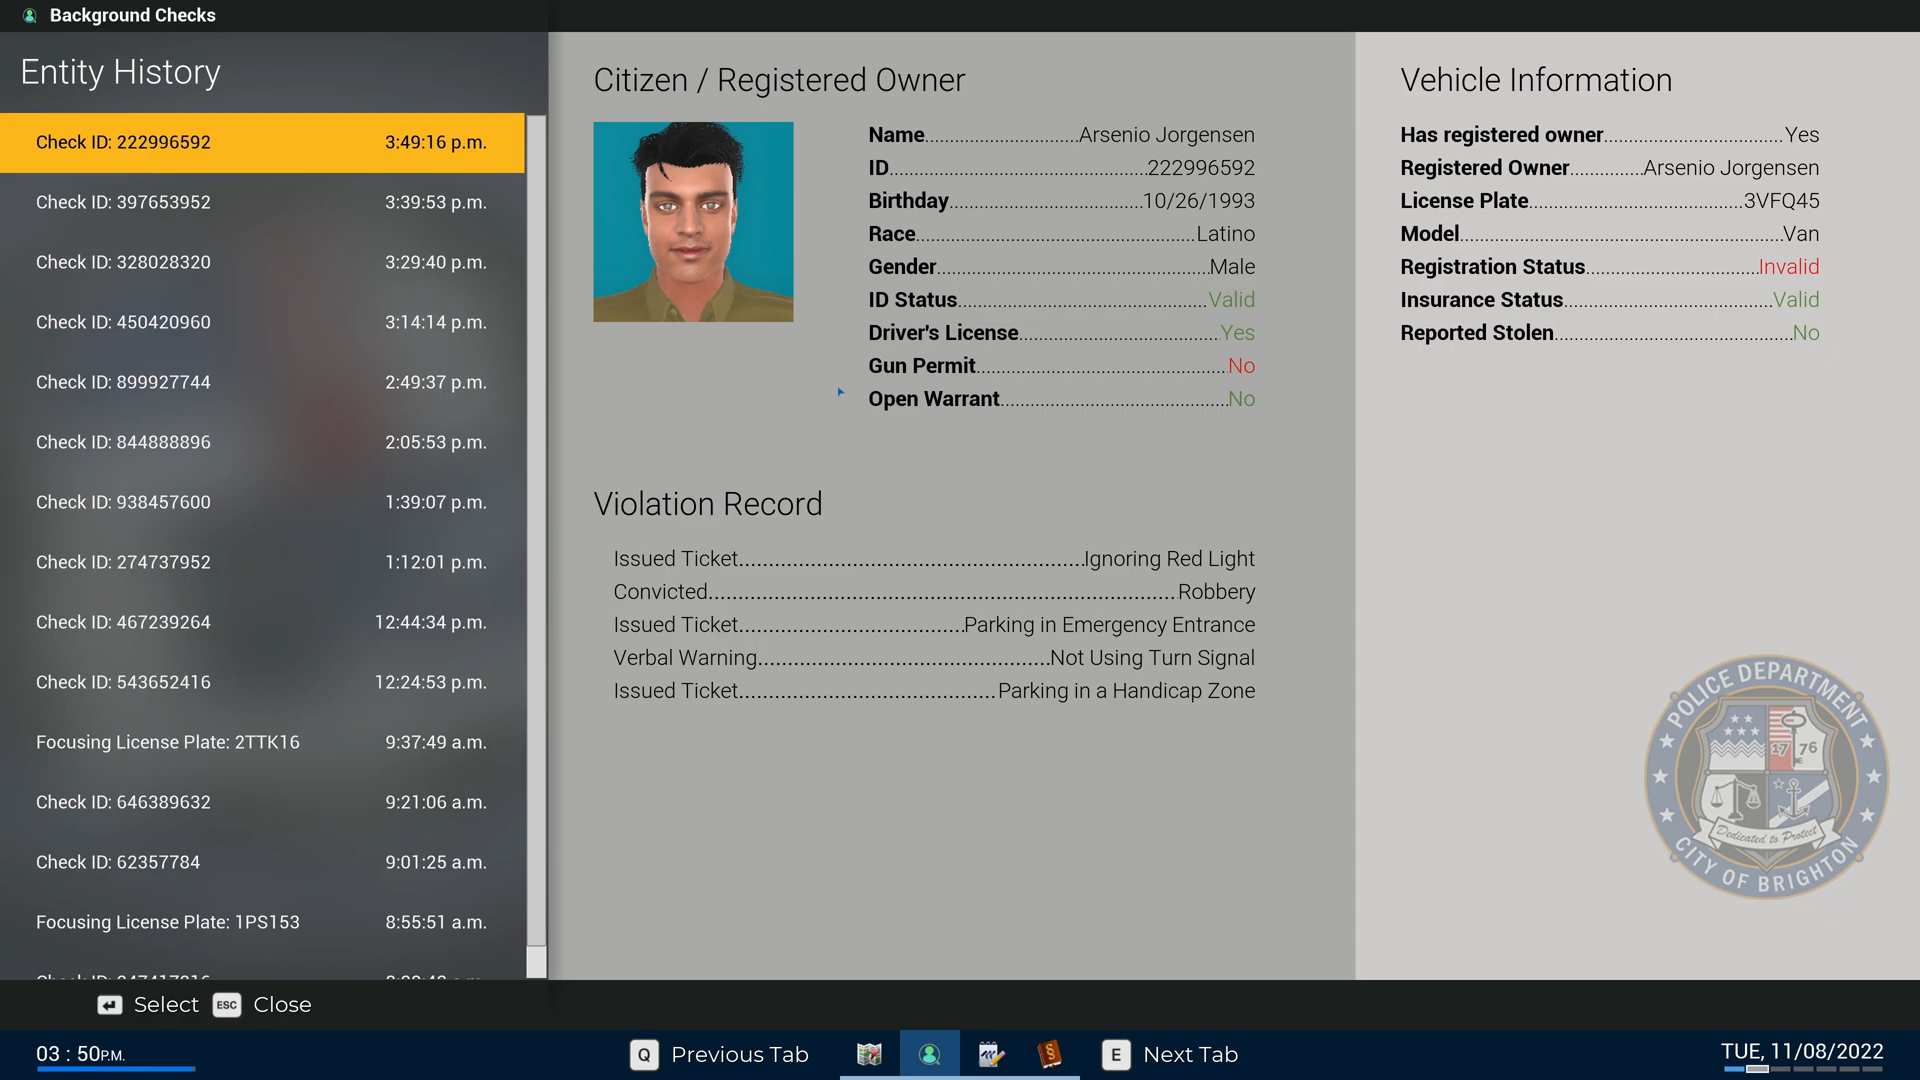 Background Checks
Entity History
Check ID: 222996592 3:49:16 p.m.
Check ID: 397653952 3:39:53 p.m.
Check ID: 328028320 3:29:40 p.m.
Check ID: 450420960 3:14:14 p.m.
Check ID: 899927744 2:49:37 p.m.
Check ID: 844888896 2:05:53 p.m.
Check ID: 938457600 1:39:07 p.m.
Check ID: 274737952 1:12:01 p.m.
Check ID: 467239264 12:44:34 p.m.
Check ID: 543652416 12:24:53 p.m.
Focusing License Plate: 2TTK16 9:37:49 a.m.
Check ID: 646389632 9:21:06 a.m.
Check ID: 62357784 9:01:25 a.m.
Focusing License Plate: 1PS153 8:55:51 a.m.
Citizen / Registered Owner
Name Arsenio Jorgensen
ID 222996592
Birthday 10/26/1993
Race Latino
Gender Male
ID Status Valid
Driver's License Yes
Gun Permit No
Open Warrant No
Violation Record
Issued Ticket Ignoring Red Light
Convicted Robbery
Issued Ticket Parking in Emergency Entrance
Verbal Warning Not Using Turn Signal
Issued Ticket Parking in a Handicap Zone
Vehicle Information
Has registered owner Yes
Registered Owner Arsenio Jorgensen
License Plate 3VFQ45
Model Van
Registration Status Invalid
Insurance Status Valid
Reported Stolen No
POLICE DEPARTMENT
17 76
Dedicated to Protect
CITY OF BRIGHTON
Select ESC Close
03 : 50 P.M.
Q Previous Tab
§
E Next Tab
TUE, 11/08/2022